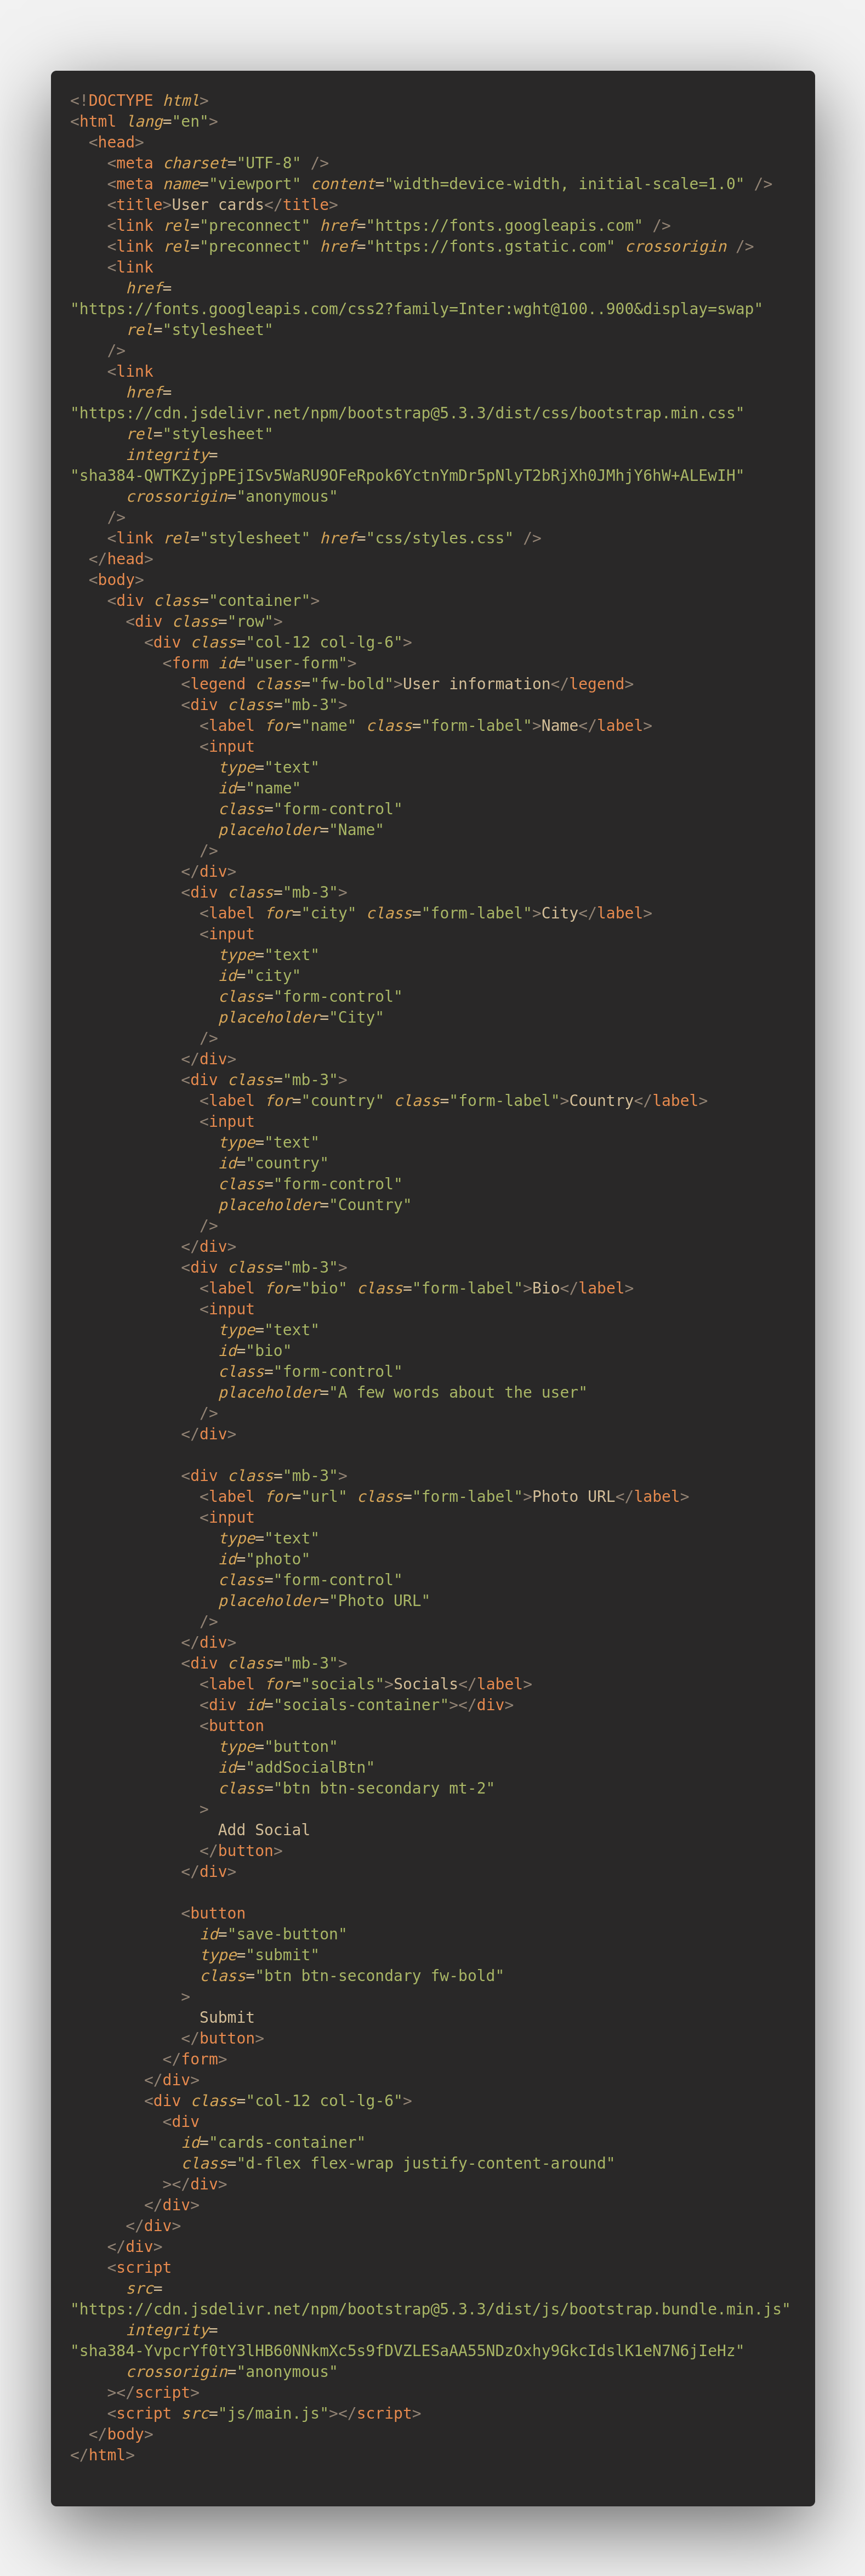 <!DOCTYPE html>
<html lang="en">
  <head>
    <meta charset="UTF-8" />
    <meta name="viewport" content="width=device-width, initial-scale=1.0" />
    <title>User cards</title>
    <link rel="preconnect" href="https://fonts.googleapis.com" />
    <link rel="preconnect" href="https://fonts.gstatic.com" crossorigin />
    <link
      href=
"https://fonts.googleapis.com/css2?family=Inter:wght@100..900&display=swap"
      rel="stylesheet"
    />
    <link
      href=
"https://cdn.jsdelivr.net/npm/bootstrap@5.3.3/dist/css/bootstrap.min.css"
      rel="stylesheet"
      integrity=
"sha384-QWTKZyjpPEjISv5WaRU9OFeRpok6YctnYmDr5pNlyT2bRjXh0JMhjY6hW+ALEwIH"
      crossorigin="anonymous"
    />
    <link rel="stylesheet" href="css/styles.css" />
  </head>
  <body>
    <div class="container">
      <div class="row">
        <div class="col-12 col-lg-6">
          <form id="user-form">
            <legend class="fw-bold">User information</legend>
            <div class="mb-3">
              <label for="name" class="form-label">Name</label>
              <input
                type="text"
                id="name"
                class="form-control"
                placeholder="Name"
              />
            </div>
            <div class="mb-3">
              <label for="city" class="form-label">City</label>
              <input
                type="text"
                id="city"
                class="form-control"
                placeholder="City"
              />
            </div>
            <div class="mb-3">
              <label for="country" class="form-label">Country</label>
              <input
                type="text"
                id="country"
                class="form-control"
                placeholder="Country"
              />
            </div>
            <div class="mb-3">
              <label for="bio" class="form-label">Bio</label>
              <input
                type="text"
                id="bio"
                class="form-control"
                placeholder="A few words about the user"
              />
            </div>

            <div class="mb-3">
              <label for="url" class="form-label">Photo URL</label>
              <input
                type="text"
                id="photo"
                class="form-control"
                placeholder="Photo URL"
              />
            </div>
            <div class="mb-3">
              <label for="socials">Socials</label>
              <div id="socials-container"></div>
              <button
                type="button"
                id="addSocialBtn"
                class="btn btn-secondary mt-2"
              >
                Add Social
              </button>
            </div>

            <button
              id="save-button"
              type="submit"
              class="btn btn-secondary fw-bold"
            >
              Submit
            </button>
          </form>
        </div>
        <div class="col-12 col-lg-6">
          <div
            id="cards-container"
            class="d-flex flex-wrap justify-content-around"
          ></div>
        </div>
      </div>
    </div>
    <script
      src=
"https://cdn.jsdelivr.net/npm/bootstrap@5.3.3/dist/js/bootstrap.bundle.min.js"
      integrity=
"sha384-YvpcrYf0tY3lHB60NNkmXc5s9fDVZLESaAA55NDzOxhy9GkcIdslK1eN7N6jIeHz"
      crossorigin="anonymous"
    ></script>
    <script src="js/main.js"></script>
  </body>
</html>